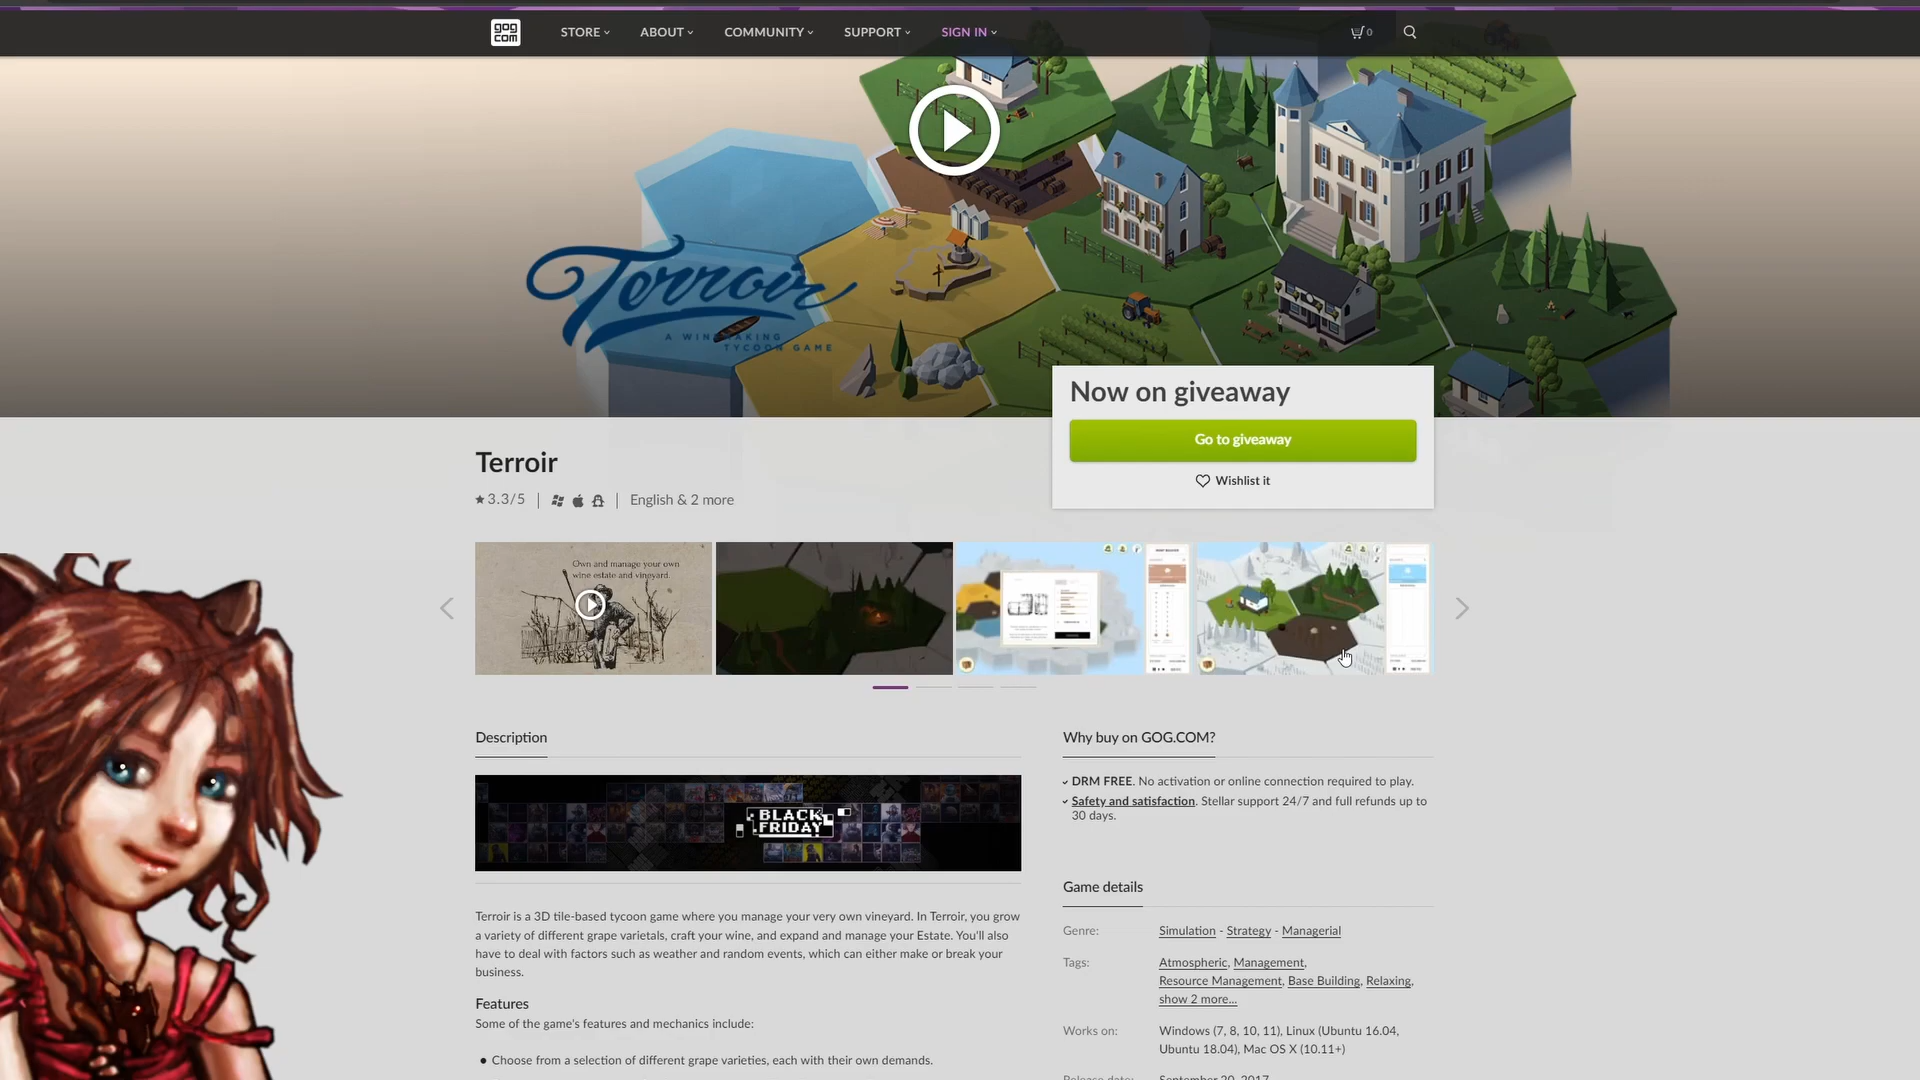 gog
com
STORE
ABOUT
COMMUNITY
SUPPORT
SIGN IN
0
Terroir
A WINEMAKING
TYCOON GAME
Now on giveaway
Go to giveaway
Wishlist it
Terroir
3.3/5
English & 2 more
Own and manage your own
wine estate and vineyard.
Description
BLACK
FRIDAY
Terroir is a 3D tile-based tycoon game where you manage your very own vineyard. In Terroir, you grow
a variety of different grape varietals, craft your wine, and expand and manage your Estate. You'll also
have to deal with factors such as weather and random events, which can either make or break your
business.
Features
Some of the game's features and mechanics include:
● Choose from a selection of different grape varieties, each with their own demands.
Why buy on GOG.COM?
DRM FREE. No activation or online connection required to play.
Safety and satisfaction. Stellar support 24/7 and full refunds up to
30 days.
Game details
Genre: Simulation - Strategy - Managerial
Tags: Atmospheric, Management,
Resource Management, Base Building, Relaxing,
show 2 more...
Works on: Windows (7, 8, 10, 11), Linux (Ubuntu 16.04,
Ubuntu 18.04), Mac OS X (10.11+)
Release date: September 20, 2017